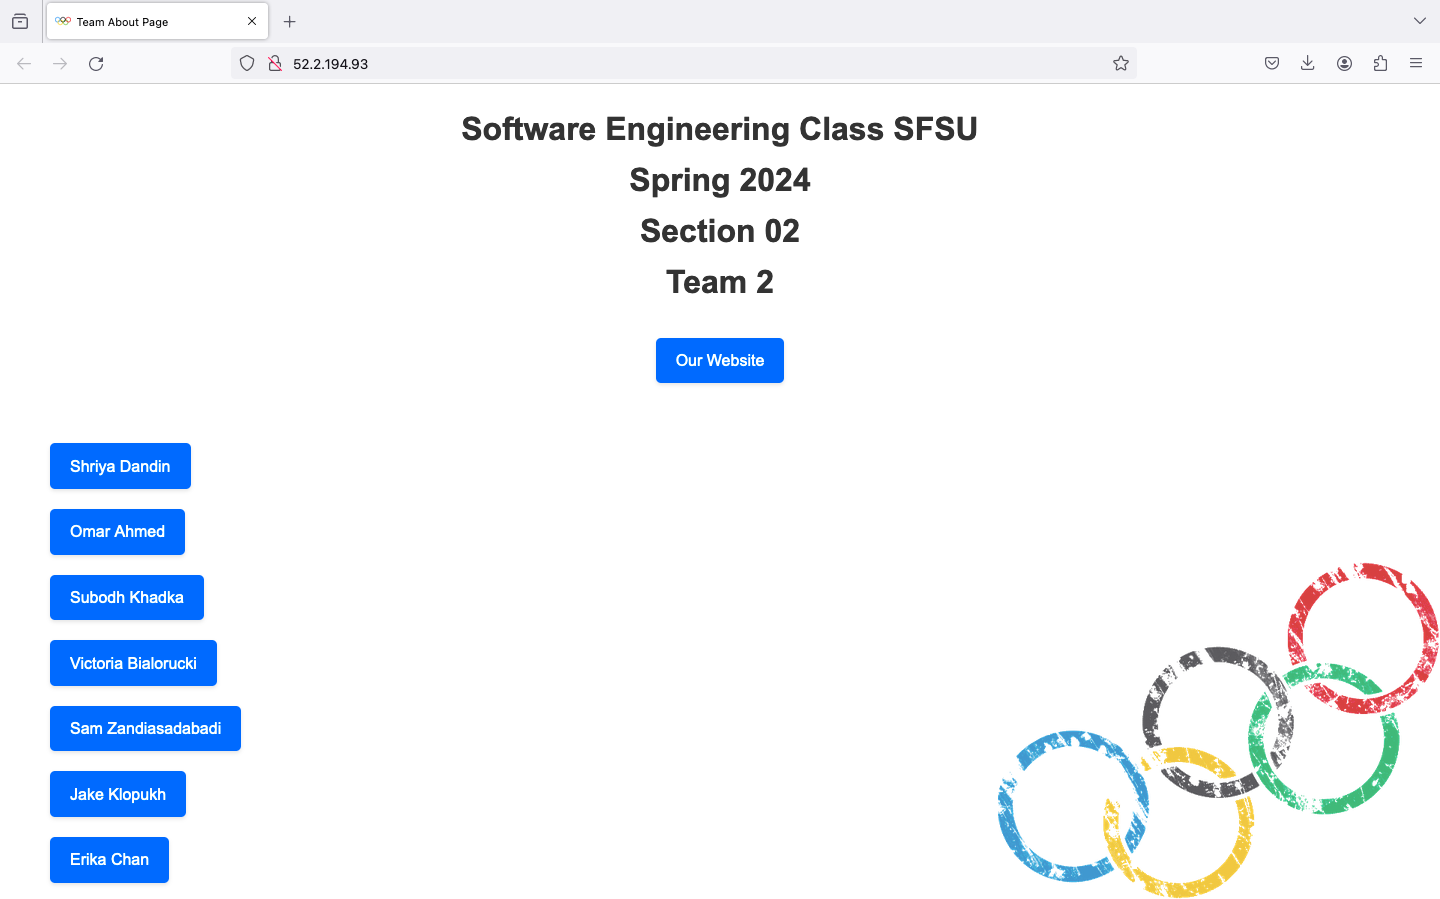 Team About Page
52.2.194.93
Software Engineering Class SFSU
Spring 2024
Section 02
Team 2
Our Website
Shriya Dandin
Omar Ahmed
Subodh Khadka
Victoria Bialorucki
Sam Zandiasadabadi
Jake Klopukh
Erika Chan